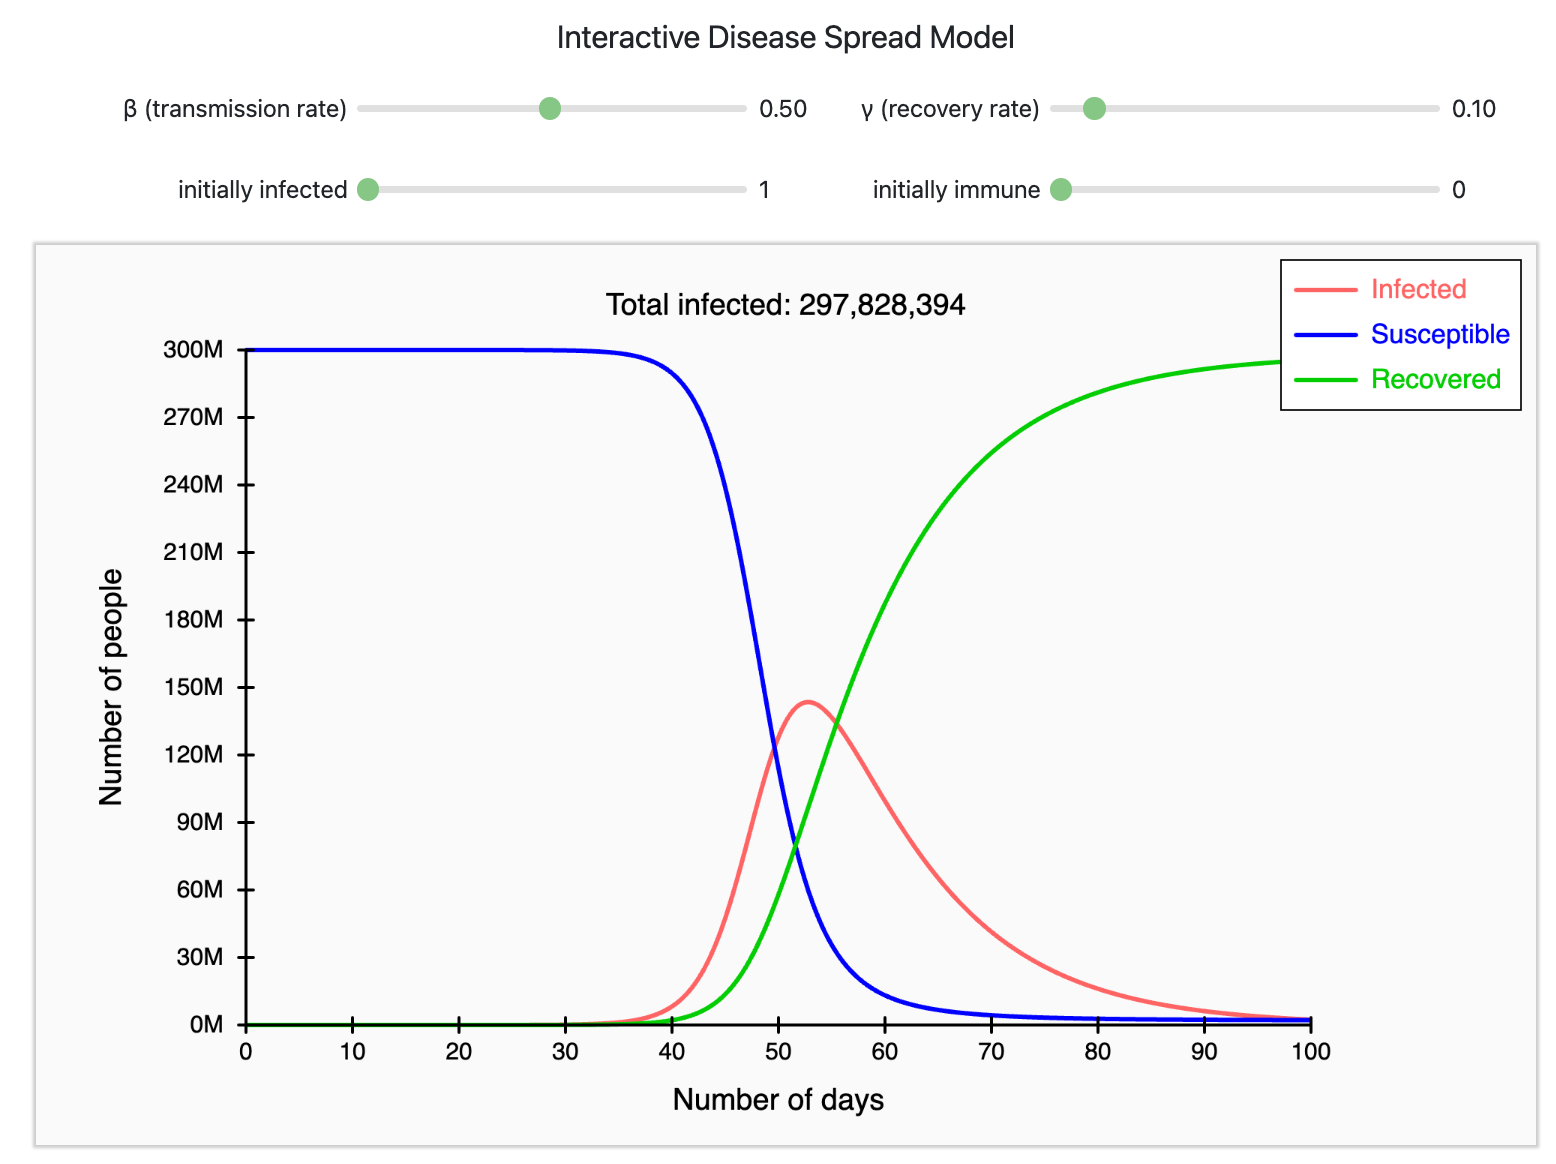 Interactive Disease Spread Model
β (transmission rate) 0.50
γ (recovery rate) 0.10
initially infected 1
initially immune 0
Total infected: 297,828,394
Infected
Susceptible
Recovered
Number of people
300M
270M
240M
210M
180M
150M
120M
90M
60M
30M
0M
0 10 20 30 40 50 60 70 80 90 100
Number of days